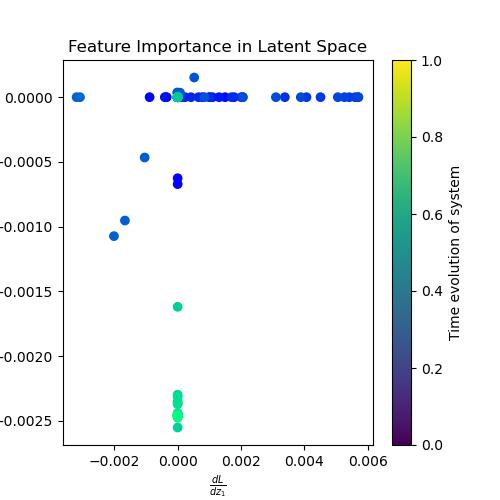 Feature Importance in Latent Space
0.0000
-0.0005
-0.0010
-0.0015
-0.0020
-0.0025
−0.002 0.000 0.002 0.004 0.006
dL
dz₁
1.0
0.8
0.6
0.4
0.2
0.0
Time evolution of system